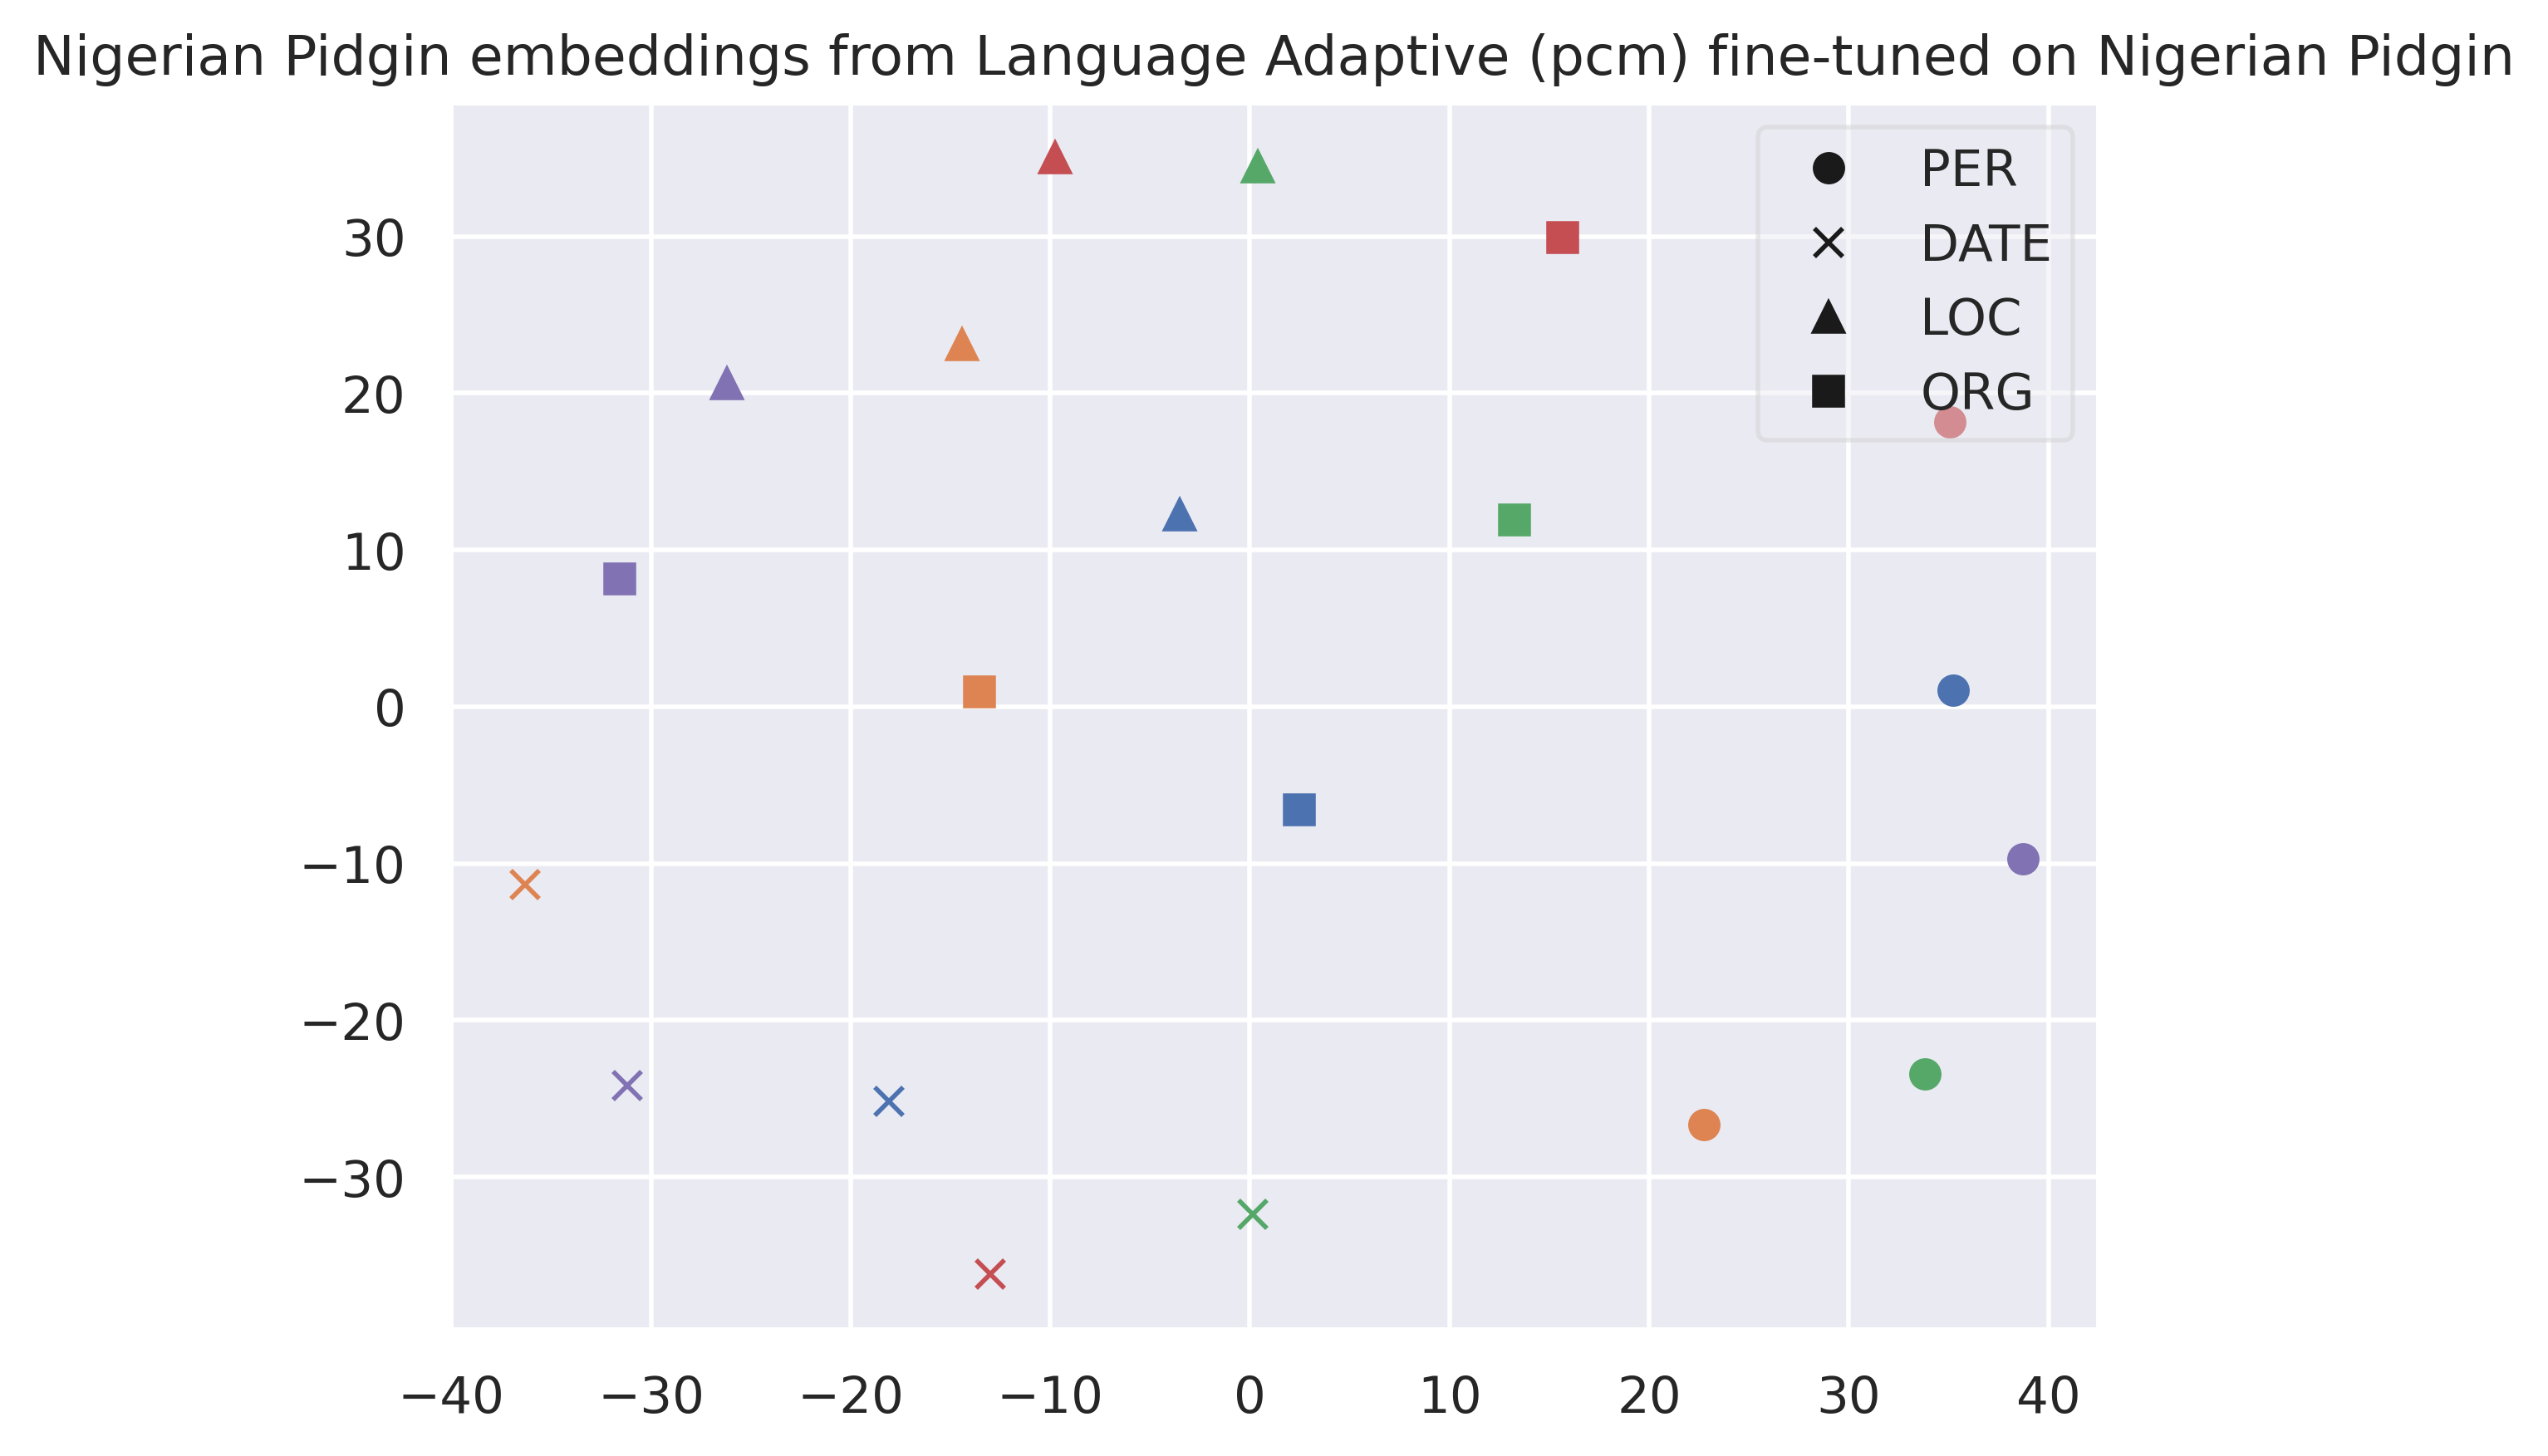 Nigerian Pidgin embeddings from Language Adaptive (pcm) fine-tuned on Nigerian Pidgin
PER
DATE
LOC
ORG
30
20
10
0
−10
−20
−30
−40 −30 −20 −10 0 10 20 30 40